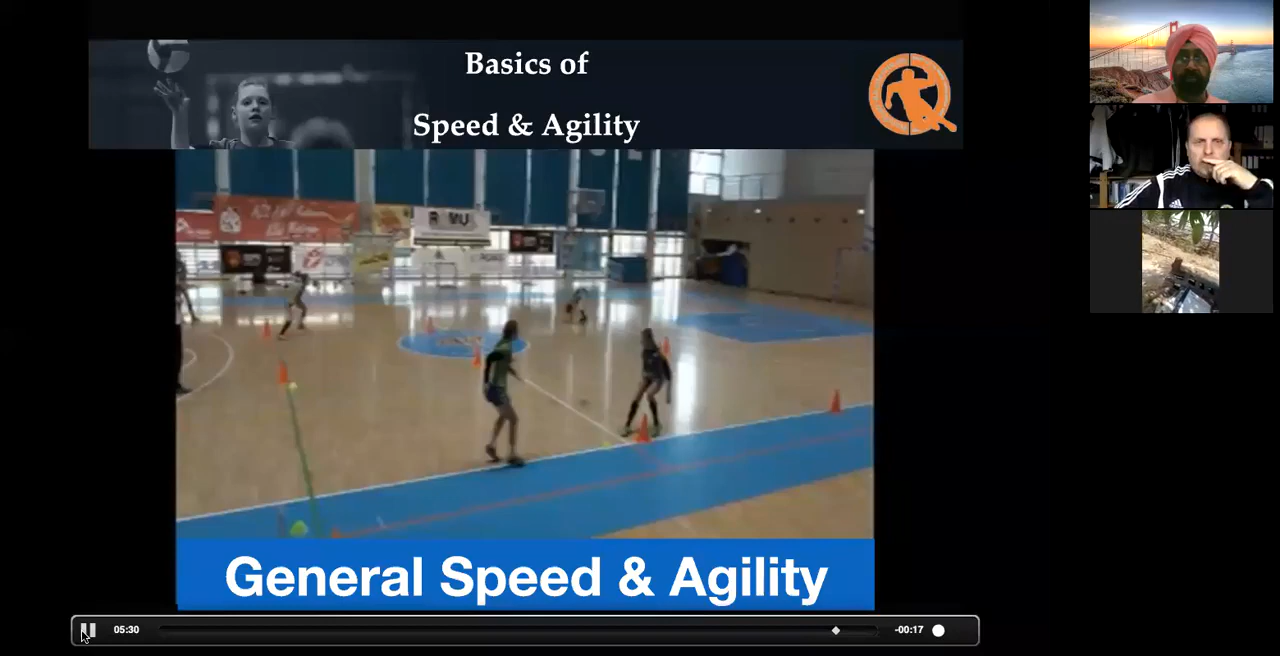 Basics of
Speed & Agility
General Speed & Agility
05:30
-00:17